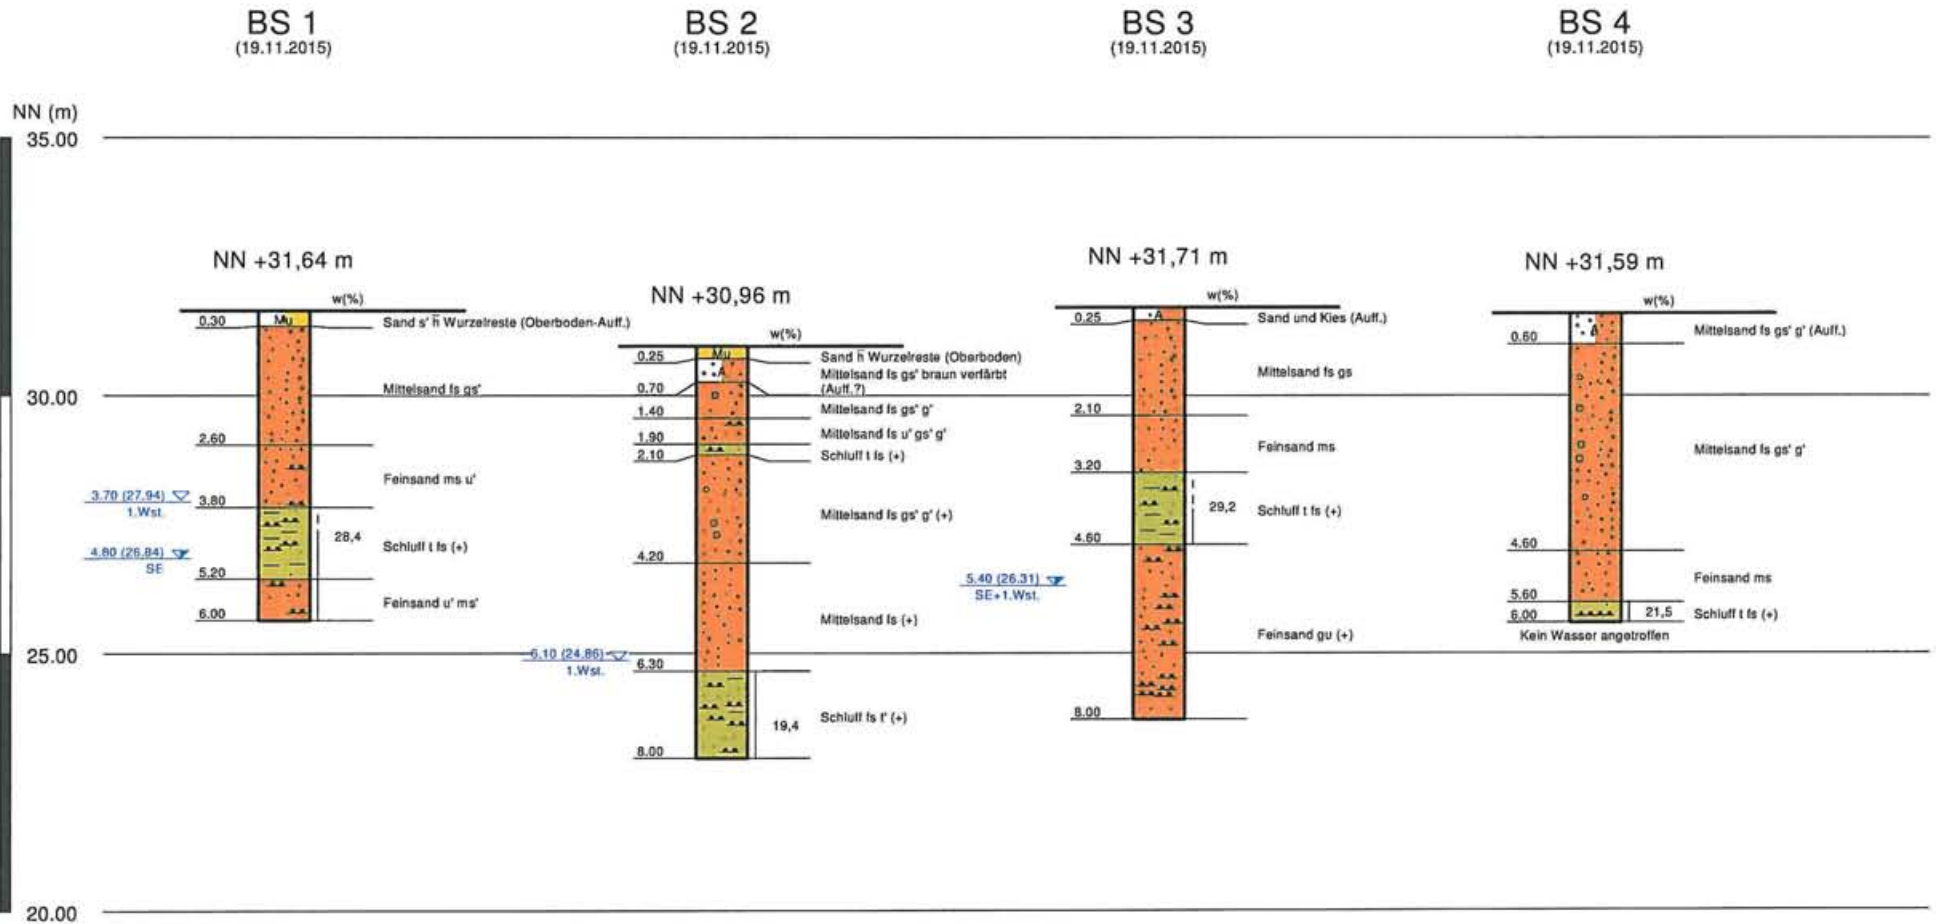 BS 1
(19.11.2015)
BS 2
(19.11.2015)
BS 3
(19.11.2015)
BS 4
(19.11.2015)
NN (m)
35.00
30.00
25.00
20.00
NN +31,64 m
w(%)
Mu
0.30
Sand s' h̅ Wurzelreste (Oberboden-Auff.)
Mittelsand fs gs'
2.60
Feinsand ms u'
3.70 (27.94)
1.Wst.
3.80
28,4
Schluff t fs (+)
4.80 (26.84)
SE
5.20
Feinsand u' ms'
6.00
NN +30,96 m
w(%)
Mu
0.25
Sand h̅ Wurzelreste (Oberboden)
A
Mittelsand fs gs' braun verfärbt
(Auff.?)
0.70
Mittelsand fs gs' g'
1.40
Mittelsand fs u' gs' g'
1.90
Schluff t fs (+)
2.10
Mittelsand fs gs' g' (+)
4.20
Mittelsand fs (+)
6.10 (24.86)
1.Wst.
6.30
Schluff fs t' (+)
19,4
8.00
NN +31,71 m
w(%)
A
0.25
Sand und Kies (Auff.)
Mittelsand fs gs
2.10
Feinsand ms
3.20
29,2
Schluff t fs (+)
4.60
5.40 (26.31)
SE+1.Wst.
Feinsand gu (+)
8.00
NN +31,59 m
w(%)
A
0.60
Mittelsand fs gs' g' (Auff.)
Mittelsand fs gs' g'
4.60
Feinsand ms
5.60
21,5
Schluff t fs (+)
6.00
Kein Wasser angetroffen